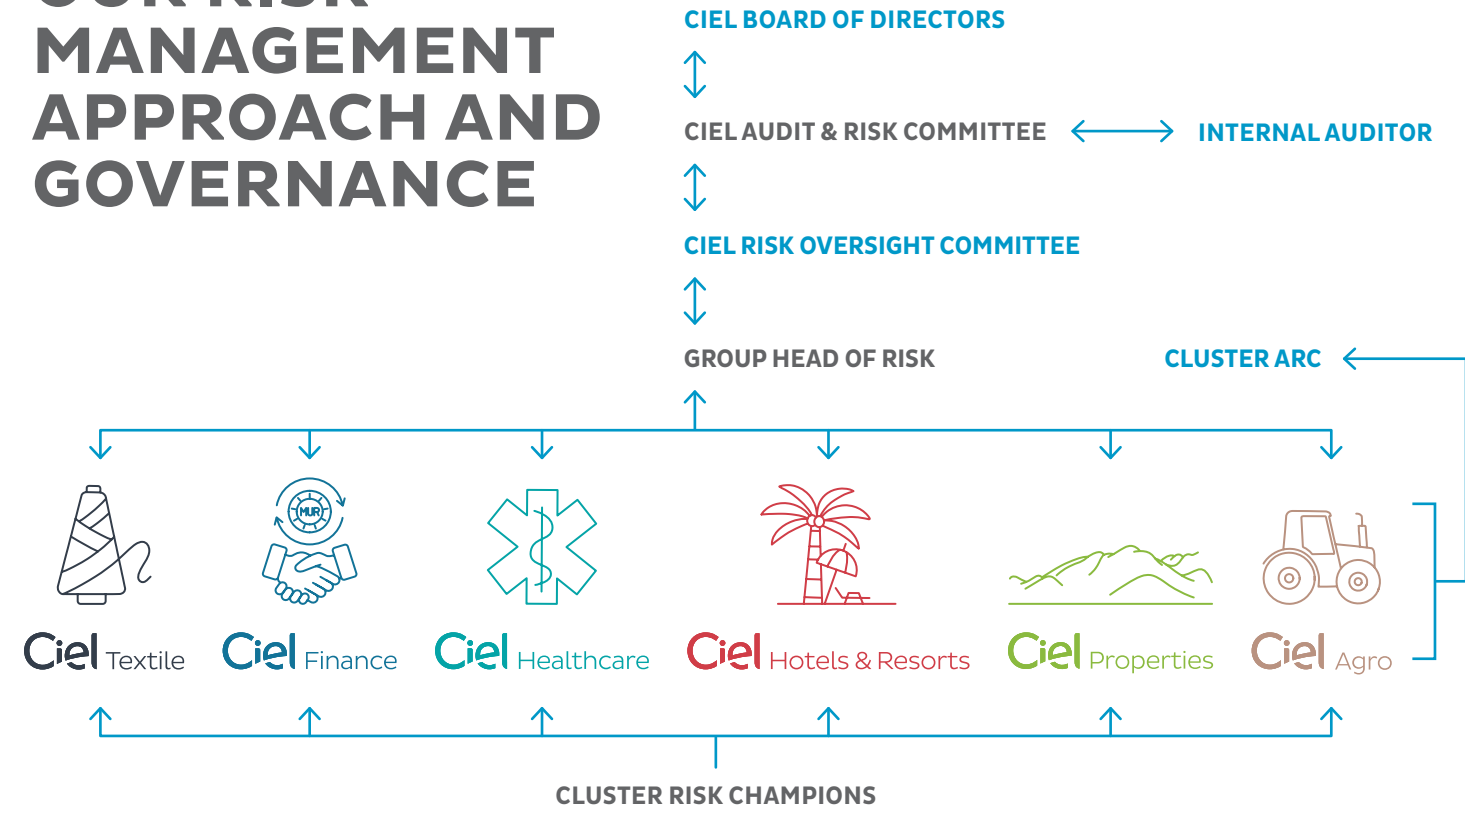 OUR RISK
MANAGEMENT
APPROACH AND
GOVERNANCE
CIEL BOARD OF DIRECTORS
CIEL AUDIT & RISK COMMITTEE
INTERNAL AUDITOR
CIEL RISK OVERSIGHT COMMITTEE
GROUP HEAD OF RISK
CLUSTER ARC
MUR
Ciel Textile
Ciel Finance
Ciel Healthcare
Ciel Hotels & Resorts
Ciel Properties
Ciel Agro
CLUSTER RISK CHAMPIONS